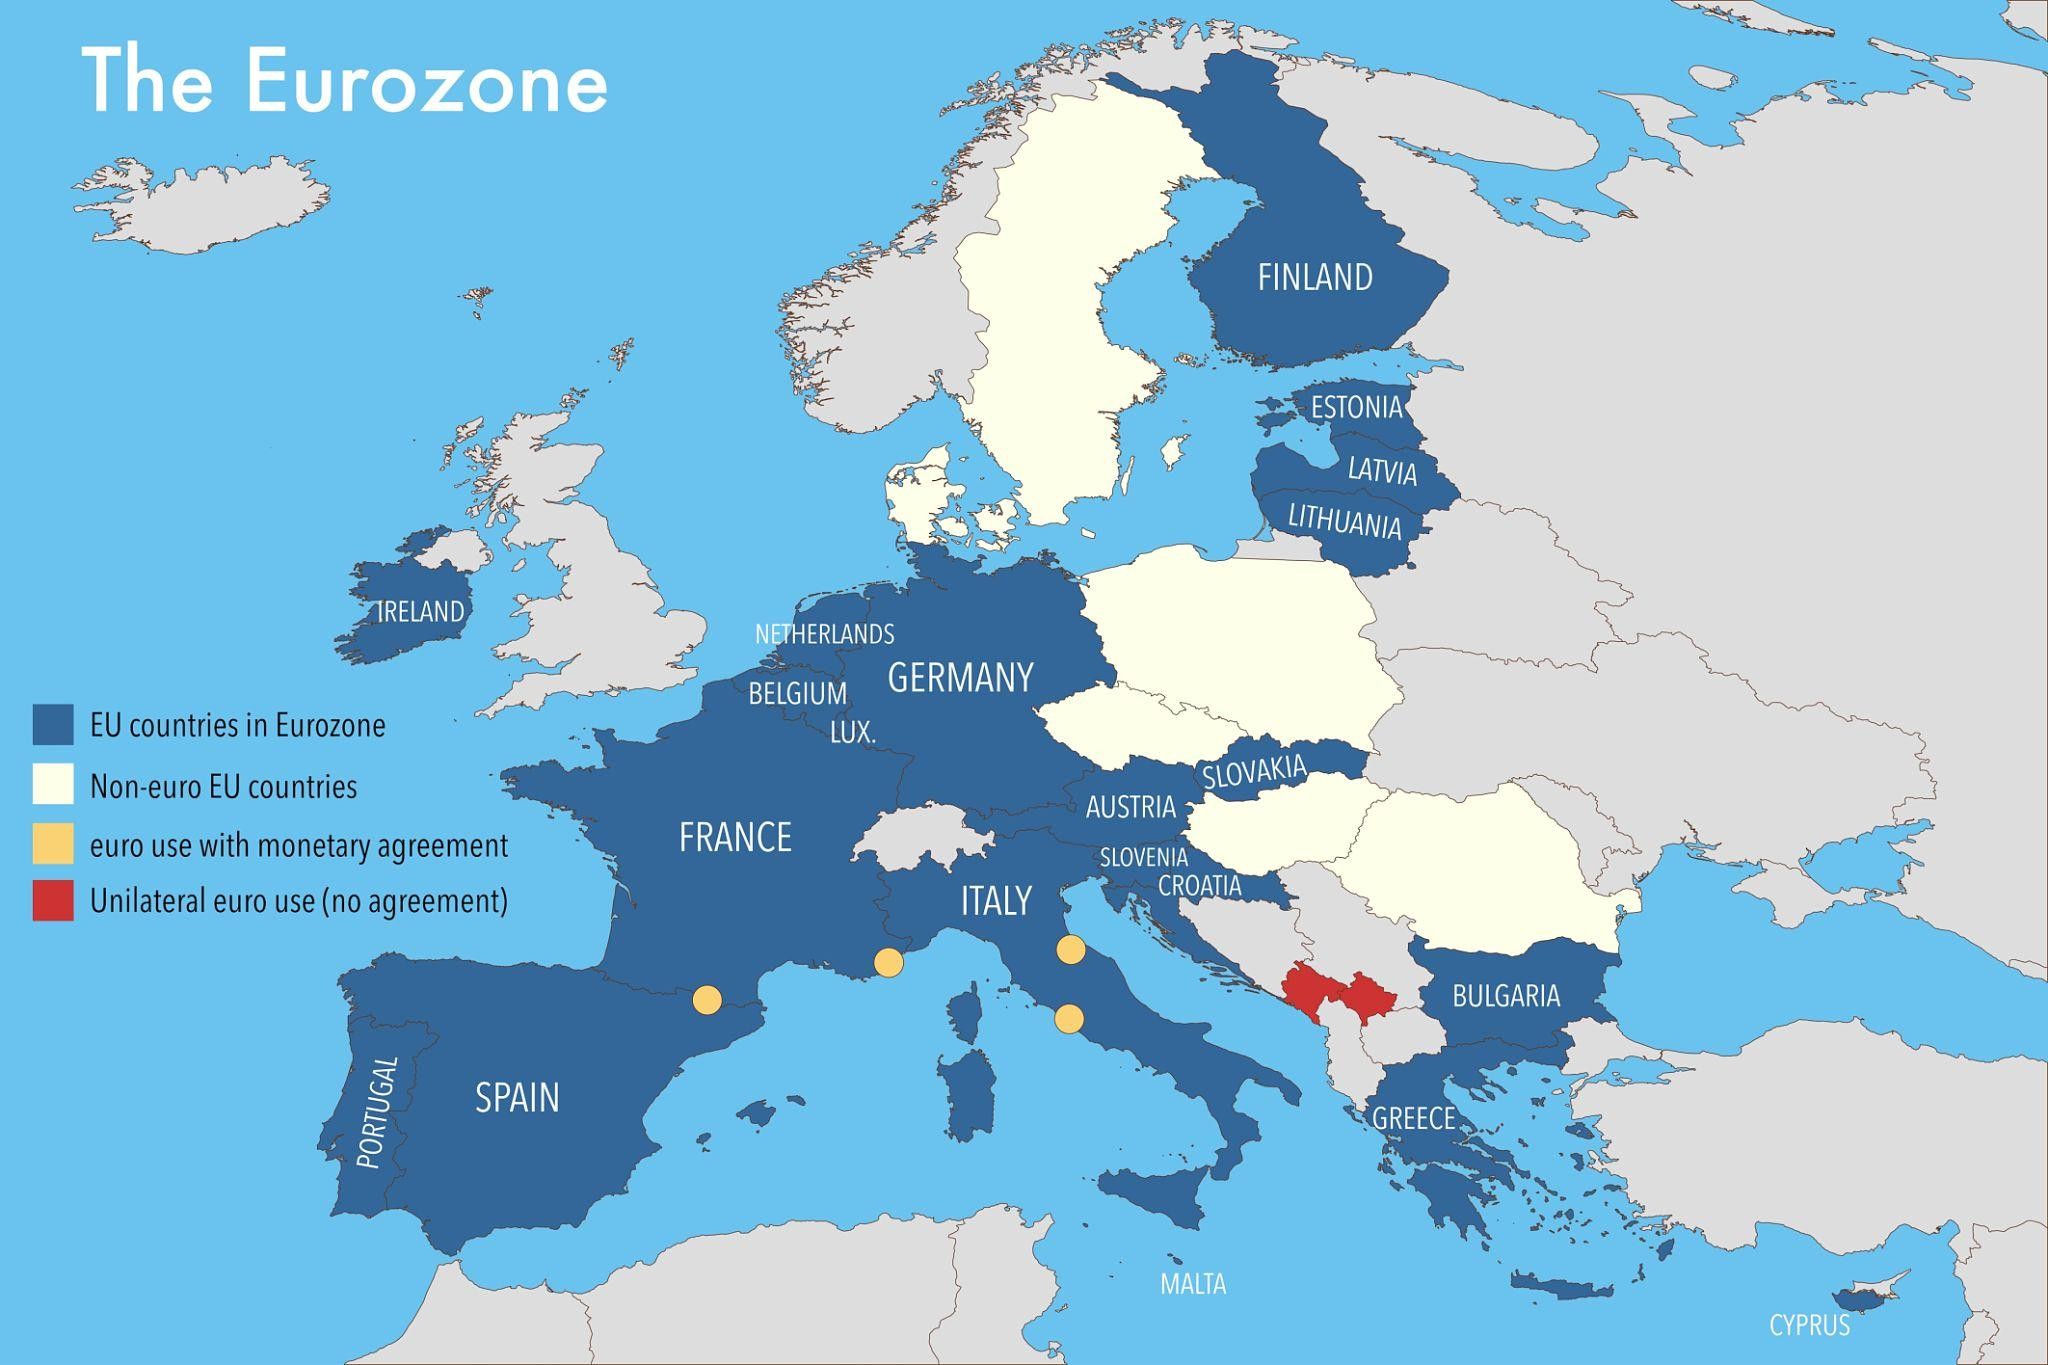 The Eurozone
FINLAND
ESTONIA
LATVIA
LITHUANIA
IRELAND
NETHERLANDS
GERMANY
BELGIUM
LUX.
EU countries in Eurozone
Non-euro EU countries
euro use with monetary agreement
Unilateral euro use (no agreement)
SLOVAKIA
AUSTRIA
FRANCE
SLOVENIA
CROATIA
ITALY
BULGARIA
PORTUGAL
SPAIN
GREECE
MALTA
CYPRUS